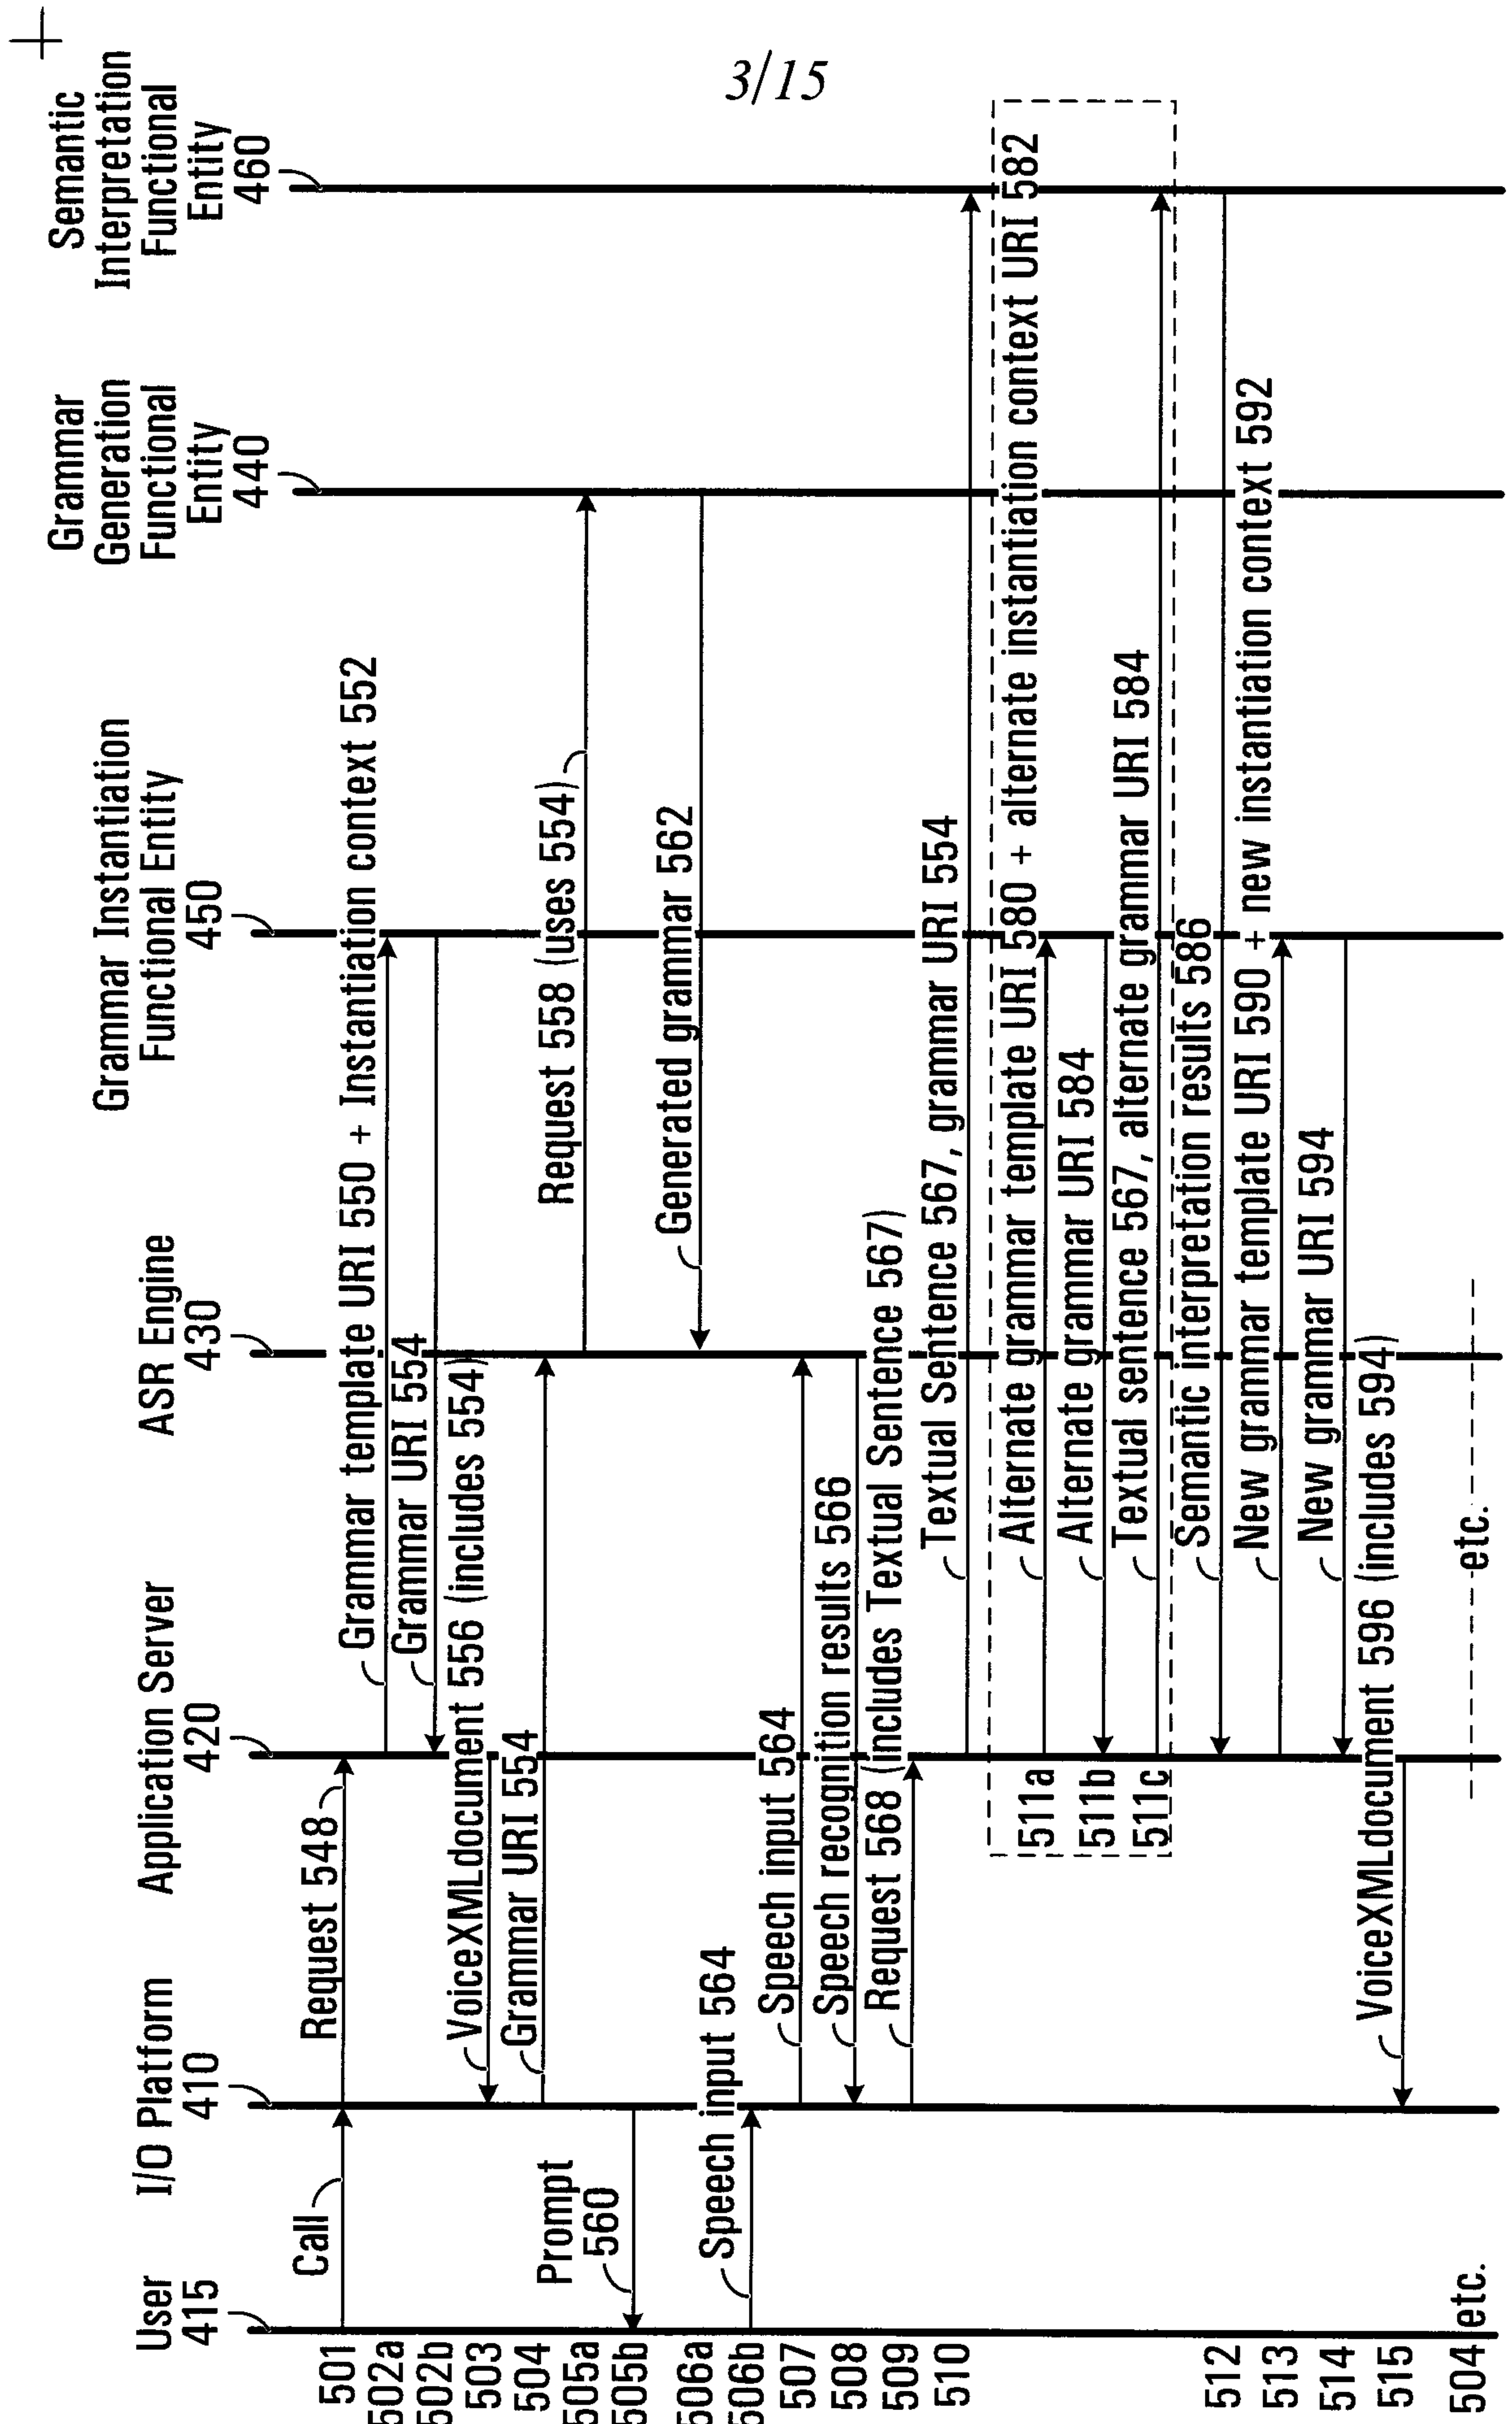 3/15
User
415
I/O Platform
410
Application Server
420
ASR Engine
430
Grammar Instantiation
Functional Entity
450
Grammar
Generation
Functional
Entity
440
Semantic
Interpretation
Functional
Entity
460
501
Call
Request 548
502a
Grammar template URI 550 + Instantiation context 552
502b
Grammar URI 554
503
VoiceXMLdocument 556 (includes 554)
504
Grammar URI 554
505a
Request 558 (uses 554)
505b
Prompt
560
506a
Generated grammar 562
506b
Speech input 564
507
Speech input 564
508
Speech recognition results 566
509
Request 568 (includes Textual Sentence 567)
510
Textual Sentence 567, grammar URI 554
511a
Alternate grammar template URI 580 + alternate instantiation context URI 582
511b
Alternate grammar URI 584
511c
Textual sentence 567, alternate grammar URI 584
512
Semantic interpretation results 586
513
New grammar template URI 590 + new instantiation context 592
514
New grammar URI 594
515
VoiceXMLdocument 596 (includes 594)
504 etc.
etc.